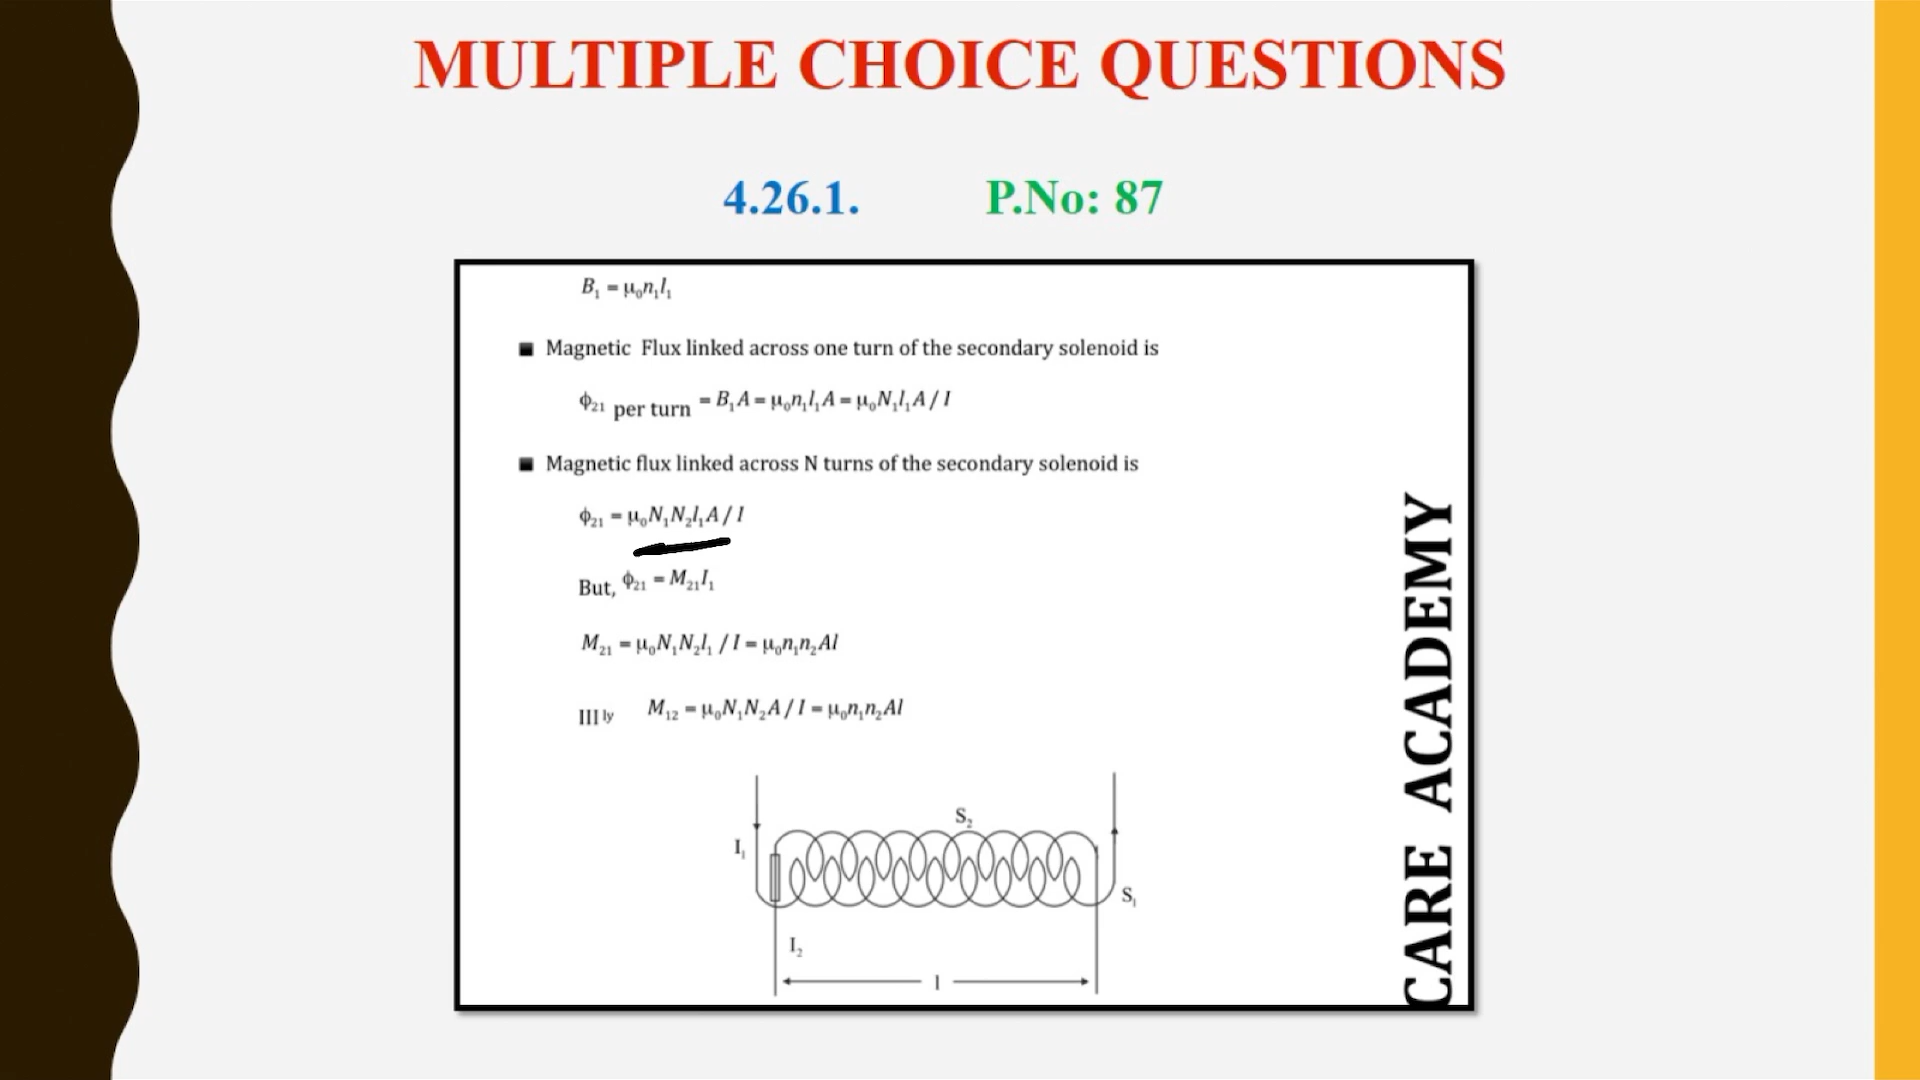 MULTIPLE CHOICE QUESTIONS
4.26.1. P.No: 87
B₁ = μ₀n₁I₁
■ Magnetic Flux linked across one turn of the secondary solenoid is
ϕ₂₁ per turn = B₁A = μ₀n₁I₁A = μ₀N₁I₁A / l
■ Magnetic flux linked across N turns of the secondary solenoid is
ϕ₂₁ = μ₀N₁N₂I₁A / l
But, ϕ₂₁ = M₂₁I₁
M₂₁ = μ₀N₁N₂I₁ / l = μ₀n₁n₂Al
III ly M₁₂ = μ₀N₁N₂A / l = μ₀n₁n₂Al
S₂
I₁
S₁
I₂
l
CARE ACADEMY